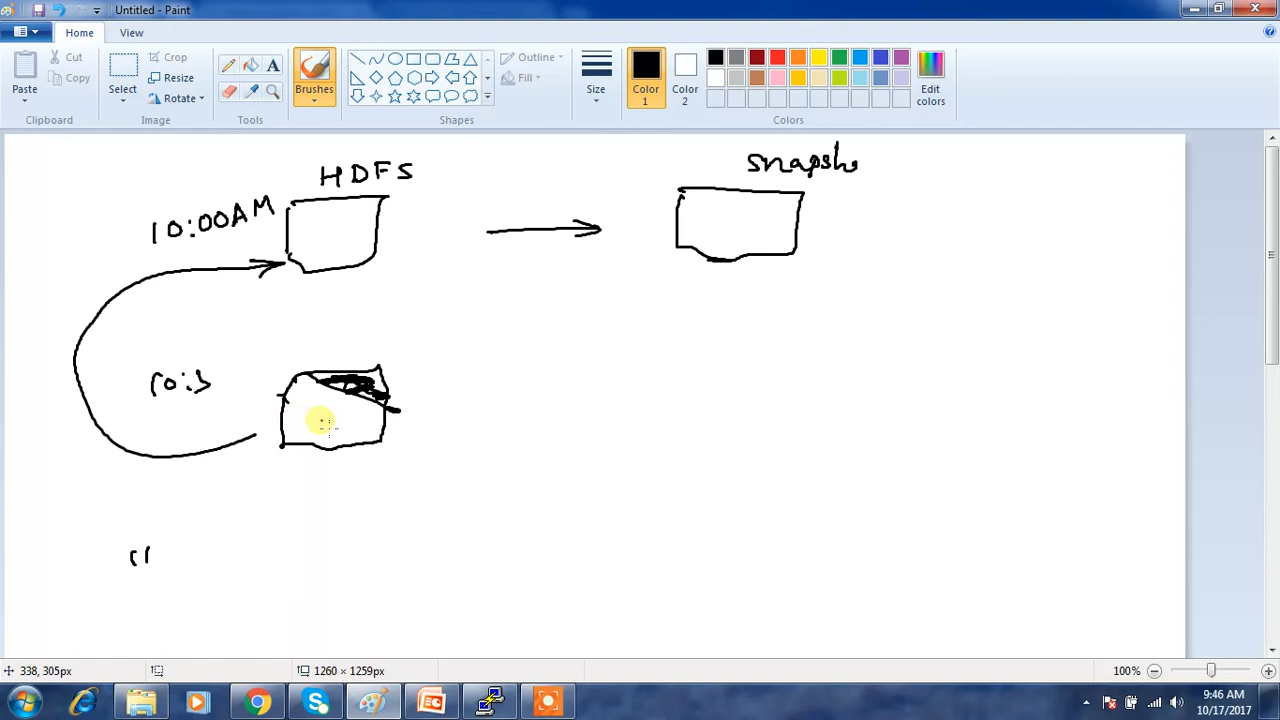 Untitled - Paint
Home
View
Paste
Cut
Copy
Clipboard
Select
Crop
Resize
Rotate
Image
Tools
Brushes
Shapes
Outline
Fill
Size
Color 1
Color 2
Edit colors
Colors
HDFS
snapsh
10:00AM
10:3
338, 305px
1260 × 1259px
100%
9:46 AM
10/17/2017